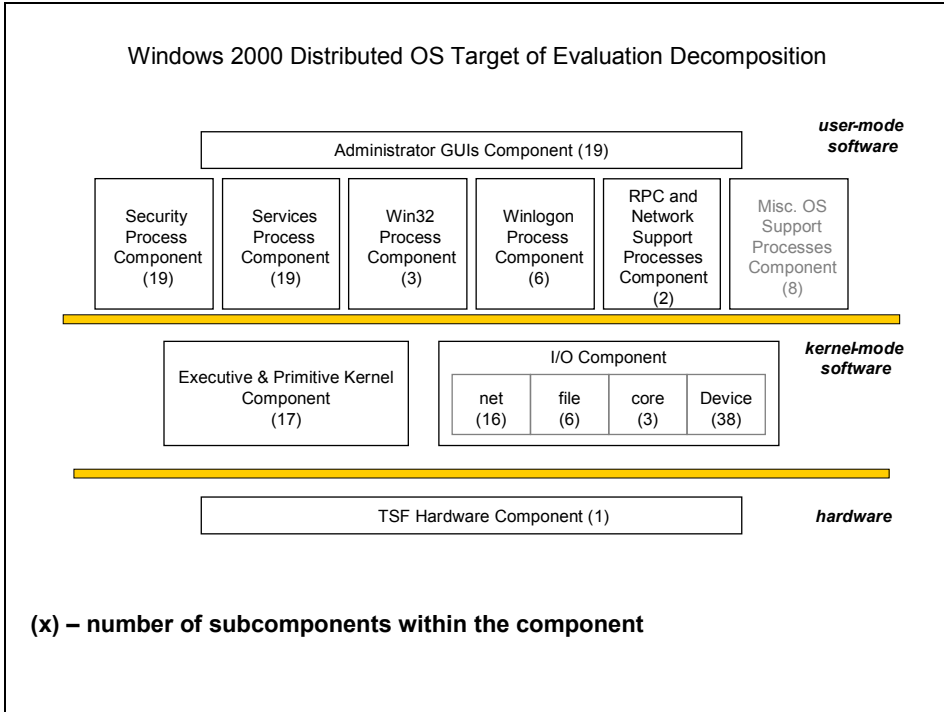 Windows 2000 Distributed OS Target of Evaluation Decomposition
user-mode
software
Administrator GUIs Component (19)
Security
Process
Component
(19)
Services
Process
Component
(19)
Win32
Process
Component
(3)
Winlogon
Process
Component
(6)
RPC and
Network
Support
Processes
Component
(2)
Misc. OS
Support
Processes
Component
(8)
kernel-mode
software
Executive & Primitive Kernel
Component
(17)
I/O Component
net
(16)
file
(6)
core
(3)
Device
(38)
TSF Hardware Component (1)
hardware
(x) – number of subcomponents within the component